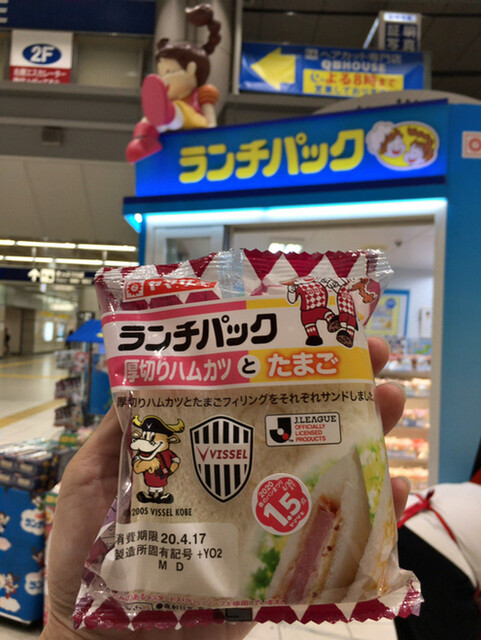 2F
ヘアカット専門店
QBHOUSE
よる8時まで
ランチパック
ヤマザキ
ランチパック
厚切りハムカツとたまご
厚切りハムカツとたまごフィリングをそれぞれサンドしました。
J.LEAGUE
OFFICIALLY
LICENSED
PRODUCTS
VISSEL
©2005 VISSEL KOBE
2020
1.5
消費期限 20.4.17
製造所固有記号 +YO2
M D